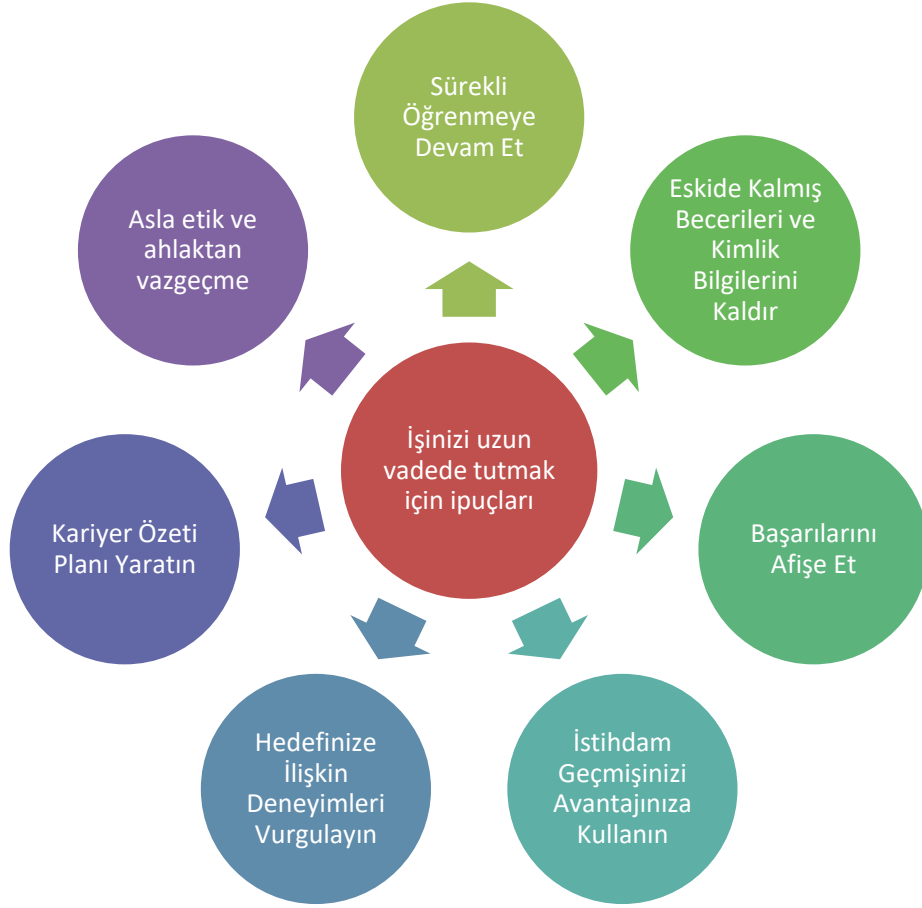 Sürekli
Öğrenmeye
Devam Et
Eskide Kalmış
Becerileri ve
Kimlik
Bilgilerini
Kaldır
Başarılarını
Afişe Et
İstihdam
Geçmişinizi
Avantajınıza
Kullanın
Hedefinize
İlişkin
Deneyimleri
Vurgulayın
Kariyer Özeti
Planı Yaratın
Asla etik ve
ahlaktan
vazgeçme
İşinizi uzun
vadede tutmak
için ipuçları